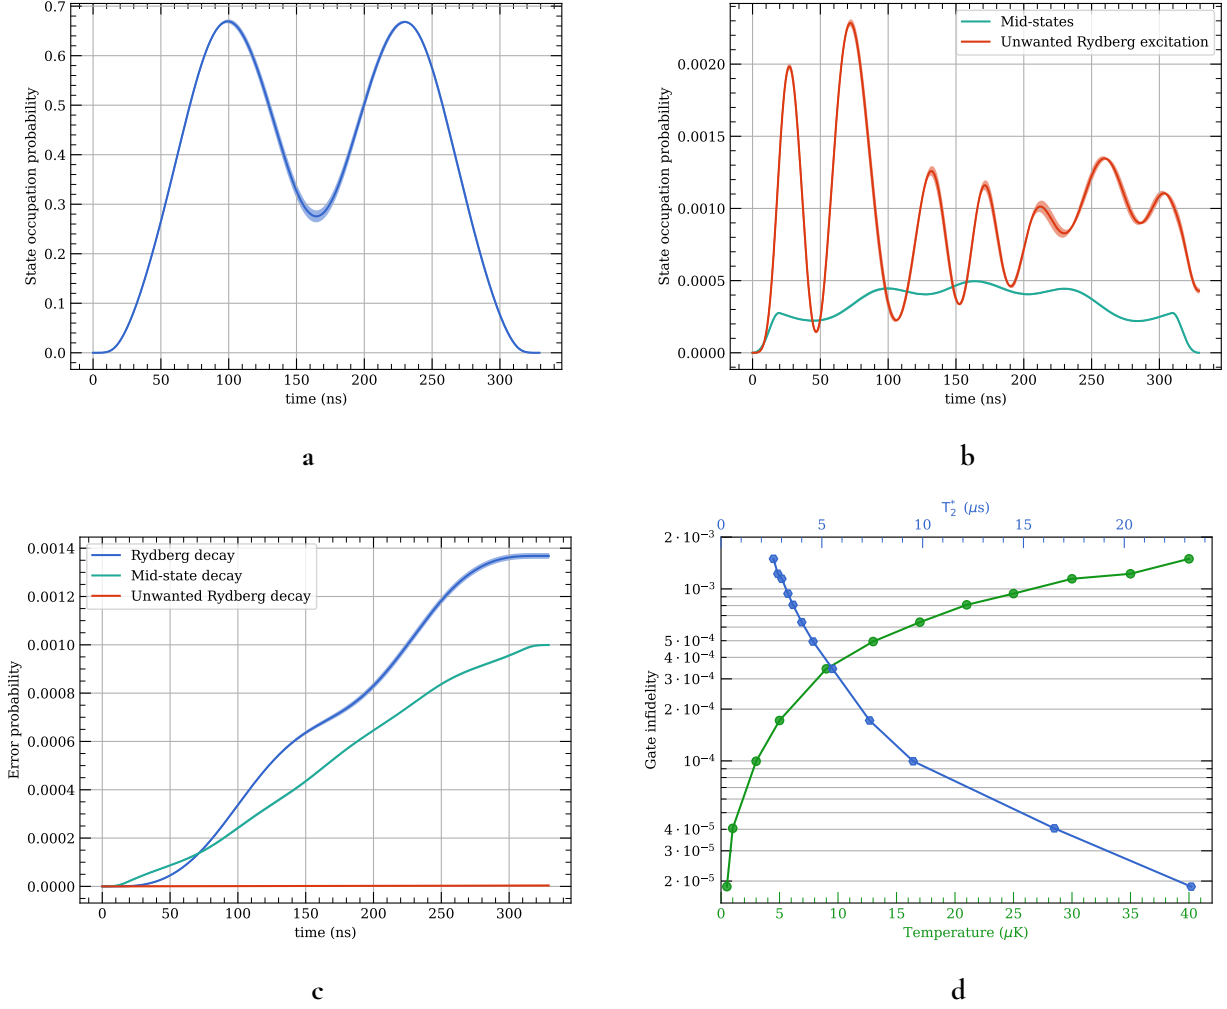 0.7
0.6
0.5
0.4
0.3
0.2
0.1
0.0
State occupation probability
0 50 100 150 200 250 300
time (ns)
a
Mid-states
Unwanted Rydberg excitation
0.0020
0.0015
0.0010
0.0005
0.0000
State occupation probability
0 50 100 150 200 250 300
time (ns)
b
Rydberg decay
Mid-state decay
Unwanted Rydberg decay
0.0014
0.0012
0.0010
0.0008
0.0006
0.0004
0.0002
0.0000
Error probability
0 50 100 150 200 250 300
time (ns)
c
T₂* (μs)
0 5 10 15 20
2 · 10⁻³
10⁻³
5 · 10⁻⁴
4 · 10⁻⁴
3 · 10⁻⁴
2 · 10⁻⁴
10⁻⁴
4 · 10⁻⁵
3 · 10⁻⁵
2 · 10⁻⁵
Gate infidelity
0 5 10 15 20 25 30 35 40
Temperature (μK)
d